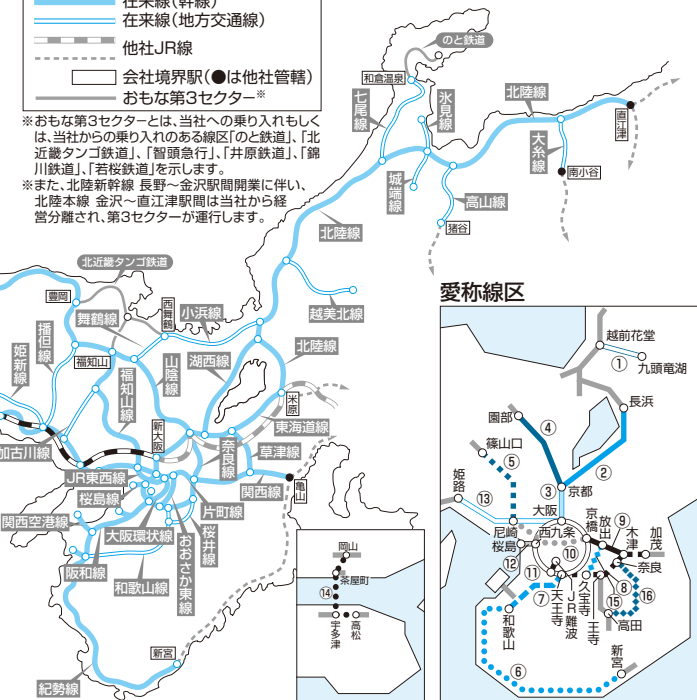 在来線(幹線)
在来線(地方交通線)
他社JR線
会社境界駅(●は他社管轄)
おもな第3セクター※
※おもな第3セクターとは、当社への乗り入れもしく
は、当社からの乗り入れのある線区「のと鉄道」、「北
近畿タンゴ鉄道」、「智頭急行」、「井原鉄道」、「錦
川鉄道」、「若桜鉄道」を示します。
※また、北陸新幹線 長野～金沢駅間開業に伴い、
北陸本線 金沢～直江津駅間は当社から経
営分離され、第3セクターが運行します。
のと鉄道
和倉温泉
七尾線
氷見線
北陸線
直江津
大糸線
南小谷
城端線
高山線
猪谷
北陸線
越美北線
北近畿タンゴ鉄道
豊岡
西舞鶴
舞鶴線
小浜線
播但線
姫新線
福知山
福知山線
山陰線
湖西線
北陸線
米原
新大阪
東海道線
加古川線
奈良線
草津線
JR東西線
関西線
亀山
桜島線
片町線
関西空港線
大阪環状線
おおさか東線
桜井線
阪和線
和歌山線
新宮
紀勢線
岡山
茶屋町
⑭
宇多津
高松
愛称線区
越前花堂
①
九頭竜湖
長浜
園部
④
②
篠山口
⑤
③
京都
姫路
⑬
大阪
尼崎
桜島
西九条
京橋
放出
⑨
木津
加茂
⑩
奈良
⑫
⑪
⑦
天王寺
JR難波
久宝寺
王寺
⑧
⑮
⑯
高田
和歌山
⑥
新宮